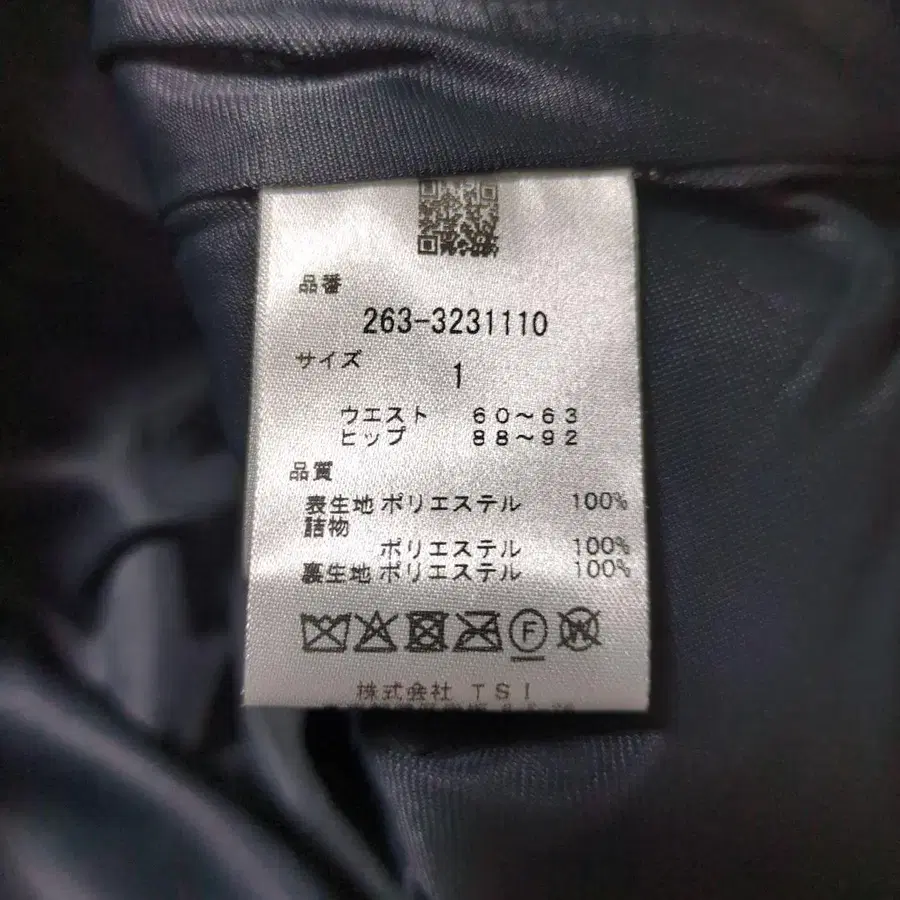 品番
263-3231110
サイズ
1
ウエスト 60～63
ヒップ 88～92
品質
表生地 ポリエステル 100%
詰物
ポリエステル 100%
裏生地 ポリエステル 100%
F
W
株式会社 TSI